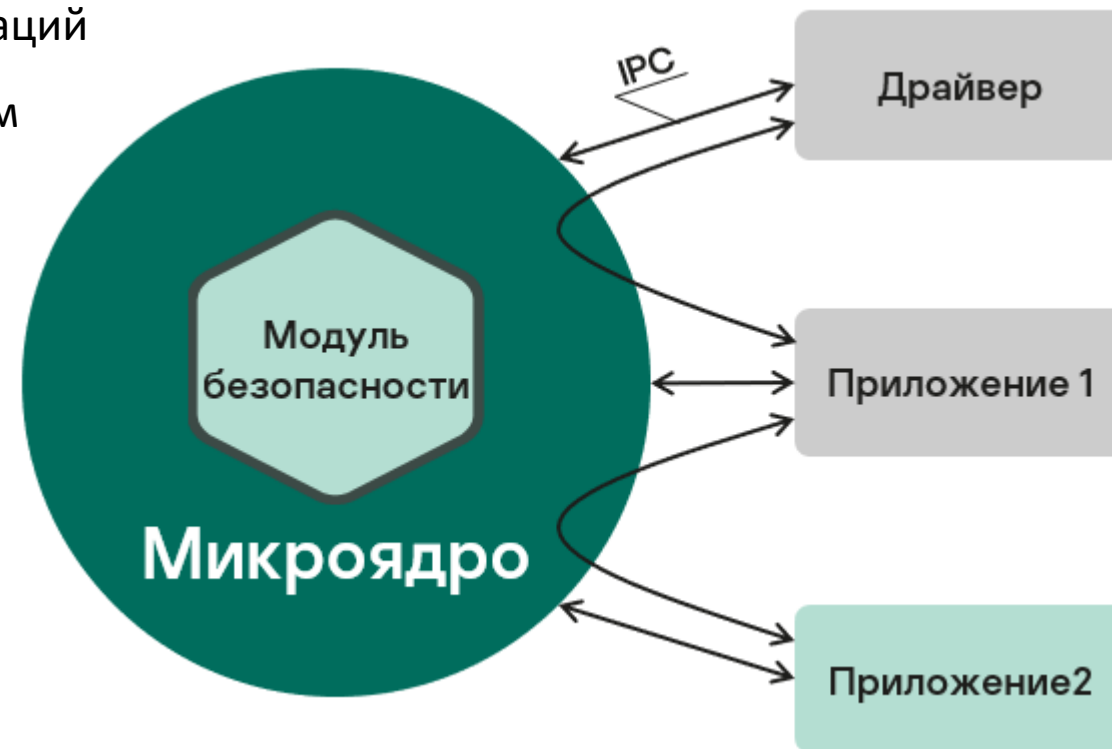 аций
м
IPC
Драйвер
Модуль
безопасности
Приложение 1
Микроядро
Приложение2